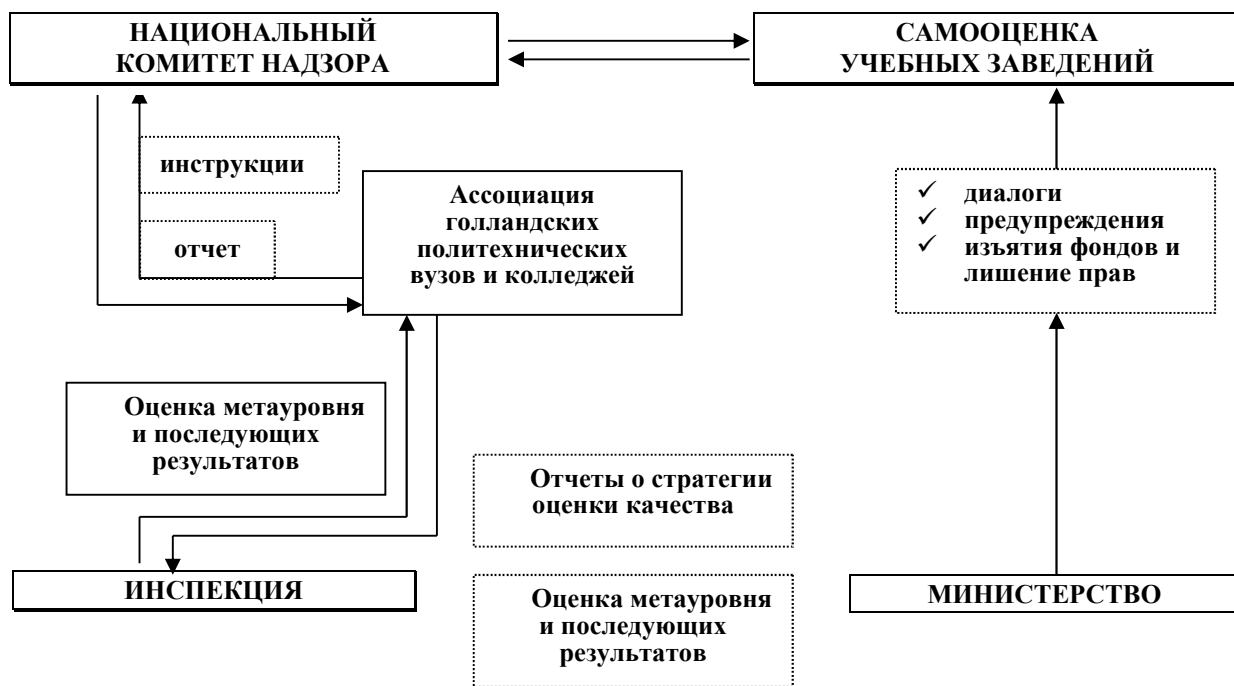 НАЦИОНАЛЬНЫЙ
КОМИТЕТ НАДЗОРА
САМООЦЕНКА
УЧЕБНЫХ ЗАВЕДЕНИЙ
инструкции
отчет
Ассоциация
голландских
политехнических
вузов и колледжей
✓ диалоги
✓ предупреждения
✓ изъятия фондов и
лишение прав
Оценка метауровня
и последующих
результатов
Отчеты о стратегии
оценки качества
ИНСПЕКЦИЯ
Оценка метауровня
и последующих
результатов
МИНИСТЕРСТВО